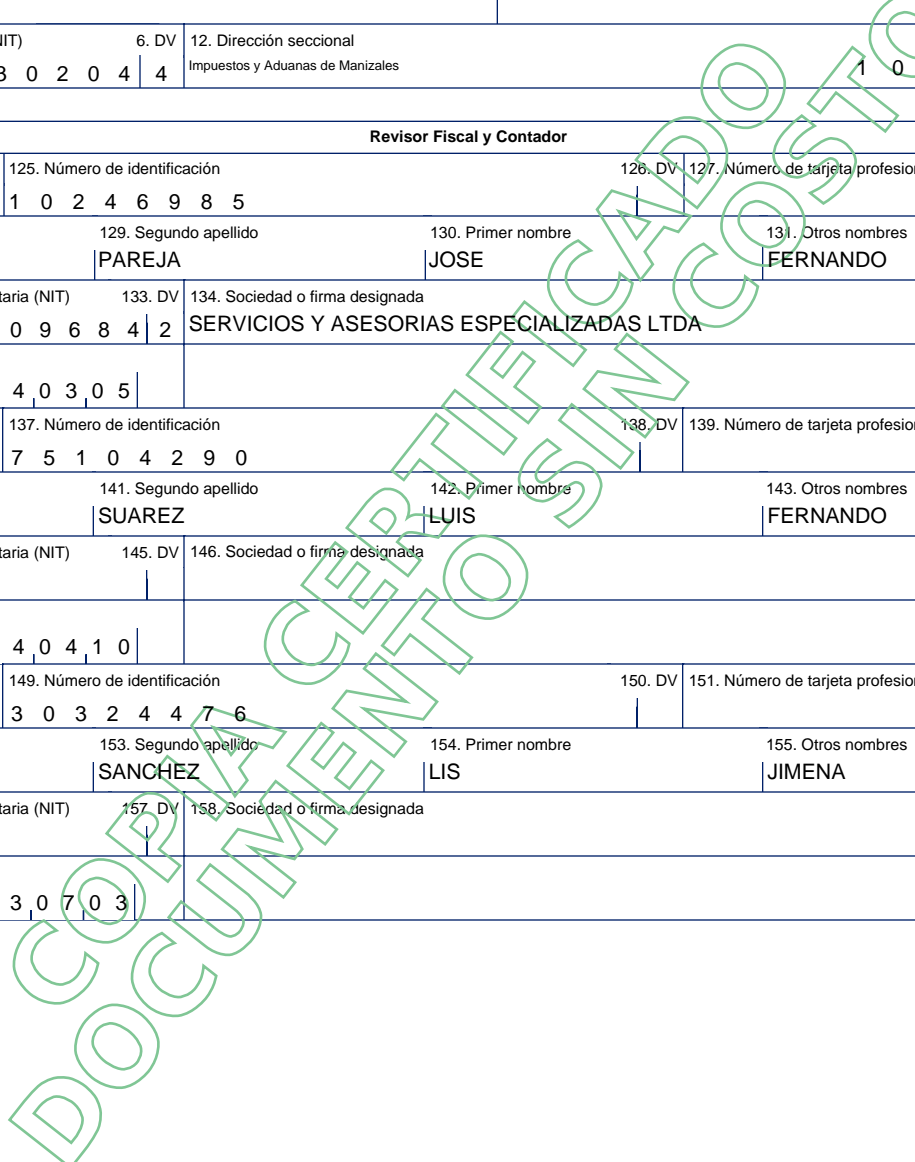 NIT) 6. DV 12. Dirección seccional
3 0 2 0 4 4 Impuestos y Aduanas de Manizales 1 0
Revisor Fiscal y Contador
125. Número de identificación 126. DV 127. Número de tarjeta profesion
1 0 2 4 6 9 8 5
129. Segundo apellido 130. Primer nombre 131. Otros nombres
PAREJA JOSE FERNANDO
taria (NIT) 133. DV 134. Sociedad o firma designada
0 9 6 8 4 2 SERVICIOS Y ASESORIAS ESPECIALIZADAS LTDA
4 0 3 0 5
137. Número de identificación 138. DV 139. Número de tarjeta profesion
7 5 1 0 4 2 9 0
141. Segundo apellido 142. Primer nombre 143. Otros nombres
SUAREZ LUIS FERNANDO
taria (NIT) 145. DV 146. Sociedad o firma designada
4 0 4 1 0
149. Número de identificación 150. DV 151. Número de tarjeta profesion
3 0 3 2 4 4 7 6
153. Segundo apellido 154. Primer nombre 155. Otros nombres
SANCHEZ LIS JIMENA
taria (NIT) 157. DV 158. Sociedad o firma designada
3 0 7 0 3
COPIA CERTIFICADO
DOCUMENTO SIN COSTO